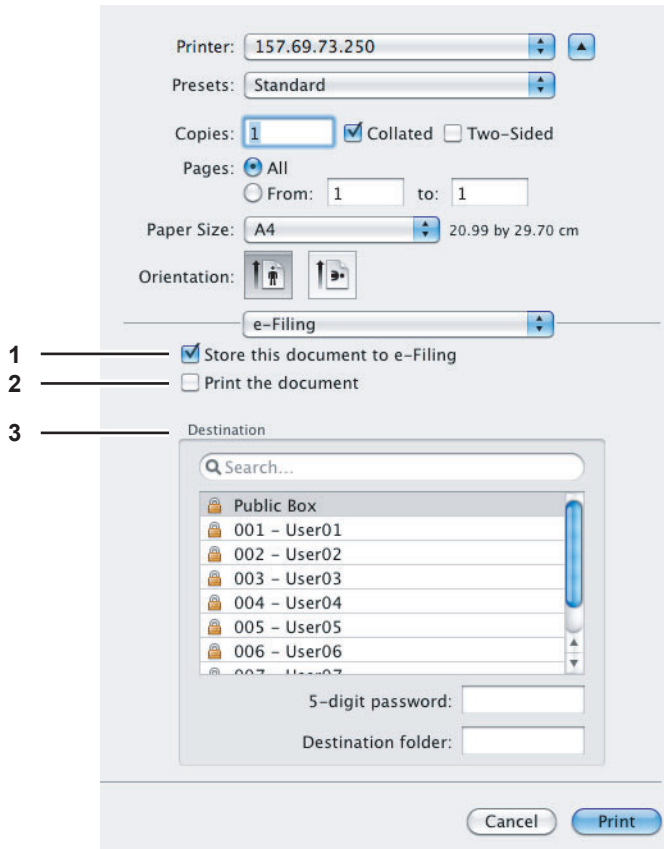 Printer: 157.69.73.250
Presets: Standard
Copies: 1 Collated Two-Sided
Pages: All
From: 1 to: 1
Paper Size: A4 20.99 by 29.70 cm
Orientation:
e-Filing
1 Store this document to e-Filing
2 Print the document
3 Destination
Search...
Public Box
001 – User01
002 – User02
003 – User03
004 – User04
005 – User05
006 – User06
007 – User07
5-digit password:
Destination folder:
Cancel Print